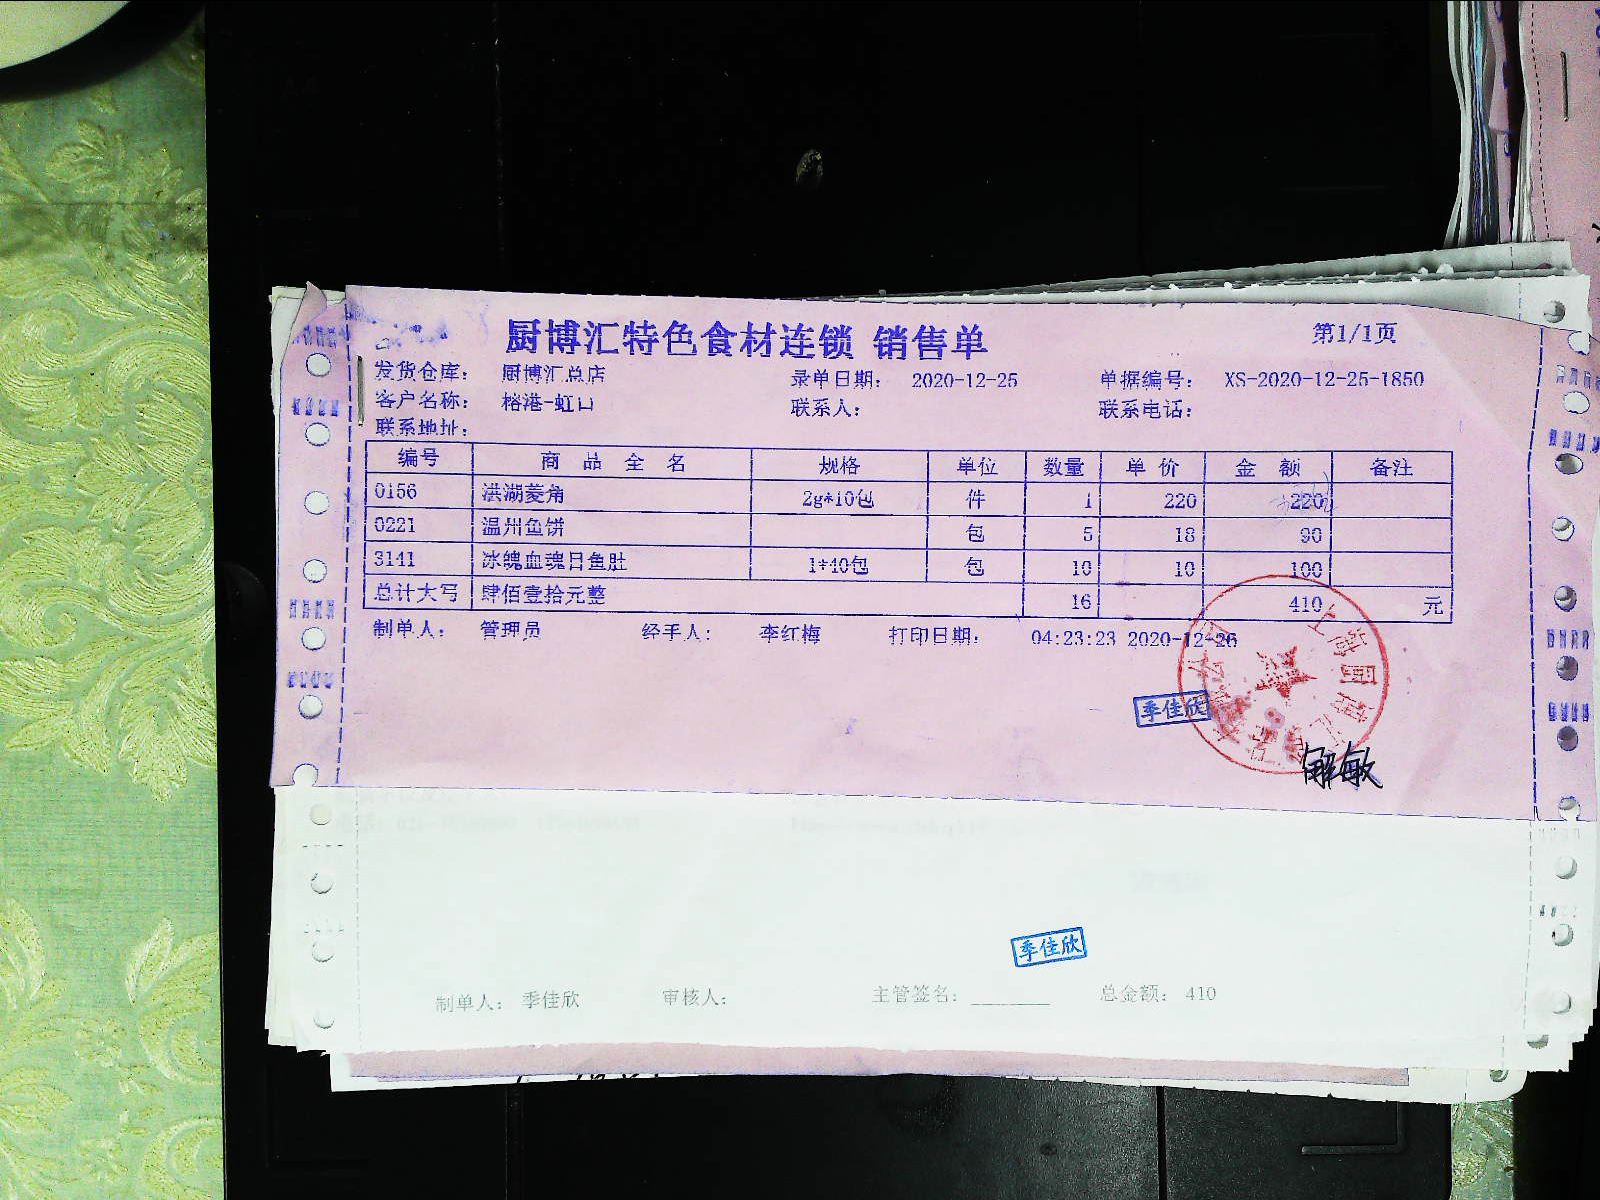 厨博汇特色食材连锁 销售单
第1/1页
发货仓库： 厨博汇总店 录单日期： 2020-12-25 单据编号： XS-2020-12-25-1850
客户名称： 榕港-虹口 联系人： 联系电话：
联系地址：
编号 商品全名 规格 单位 数量 单价 金额 备注
0156 洪湖菱角 2g*10包 件 1 220 220
0221 温州鱼饼 包 5 18 90
3141 冰魄血魂目鱼肚 1*40包 包 10 10 100
总计大写 肆佰壹拾元整 16 410 元
制单人： 管理员 经手人： 李红梅 打印日期： 04:23:23 2020-12-26
季佳欣
解敏
季佳欣
制单人： 季佳欣 审核人： 主管签名： 总金额： 410